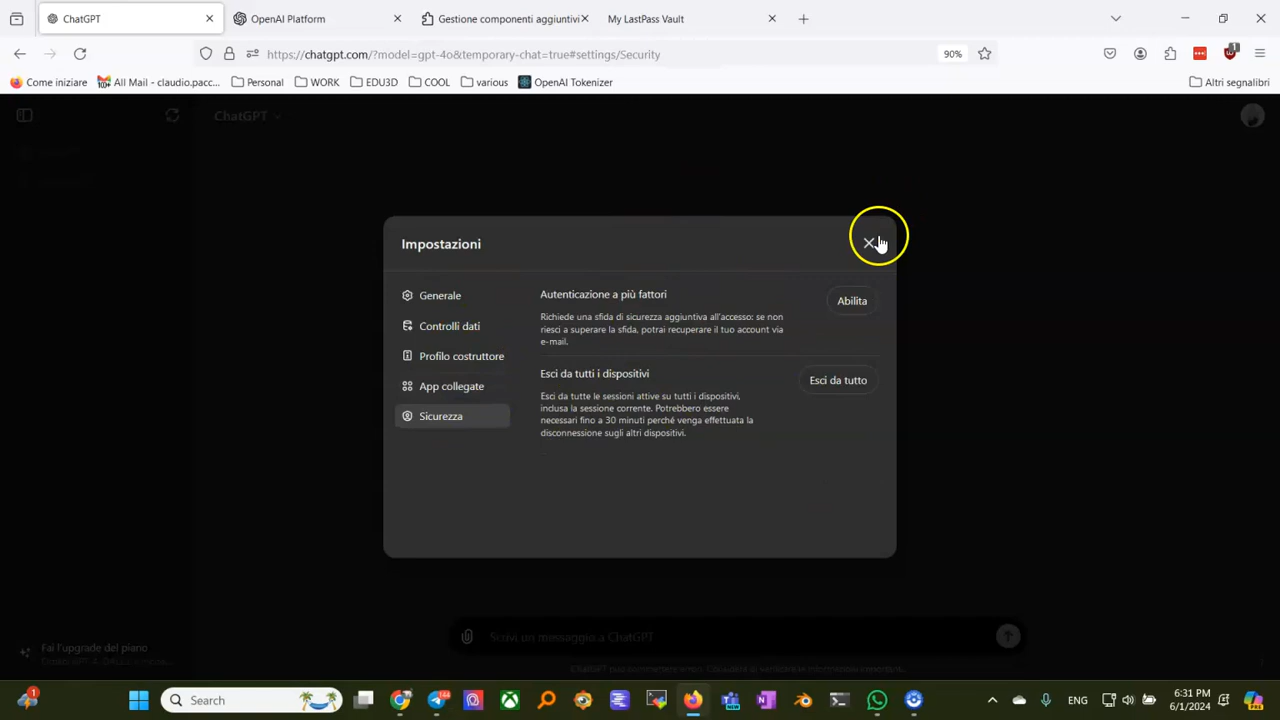 ChatGPT
OpenAI Platform
Gestione componenti aggiuntivi
My LastPass Vault
https://chatgpt.com/?model=gpt-4o&temporary-chat=true#settings/Security
90%
1
Come iniziare
All Mail - claudio.pacc...
Personal
WORK
EDU3D
COOL
various
OpenAI Tokenizer
Altri segnalibri
ChatGPT
Impostazioni
Generale
Controlli dati
Profilo costruttore
App collegate
Sicurezza
Autenticazione a più fattori
Abilita
Richiede una sfida di sicurezza aggiuntiva all'accesso: se non
riesci a superare la sfida, potrai recuperare il tuo account via
e-mail.
Esci da tutti i dispositivi
Esci da tutto
Esci da tutte le sessioni attive su tutti i dispositivi,
inclusa la sessione corrente. Potrebbero essere
necessari fino a 30 minuti perché venga effettuata la
disconnessione sugli altri dispositivi.
Scrivi un messaggio a ChatGPT
Fai l'upgrade del piano
1
Search
ENG
6:31 PM
6/1/2024